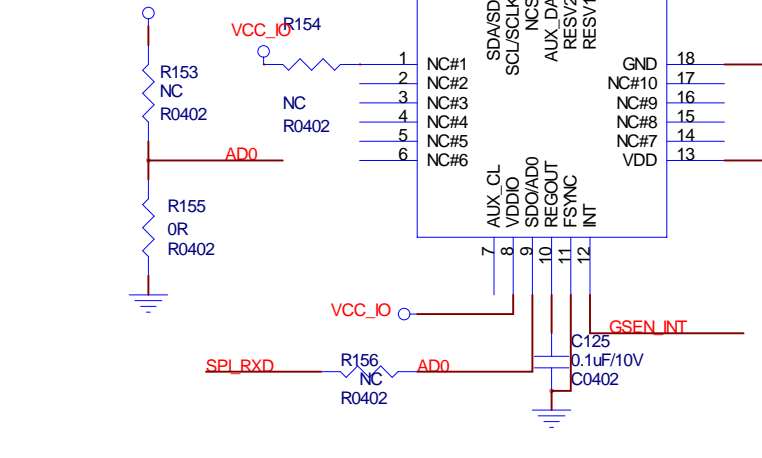 SDA/SD
SCL/SCLK
NCS
AUX_DA
RESV2
RESV1
VCC_IO
R154
NC
R0402
R153
NC
R0402
AD0
R155
0R
R0402
1 NC#1
2 NC#2
3 NC#3
4 NC#4
5 NC#5
6 NC#6
GND 18
NC#10 17
NC#9 16
NC#8 15
NC#7 14
VDD 13
AUX_CL
VDDIO
SDO/AD0
REGOUT
FSYNC
INT
7
8
9
10
11
12
VCC_IO
GSEN_INT
C125
0.1uF/10V
C0402
SPI_RXD
R156
NC
R0402
AD0